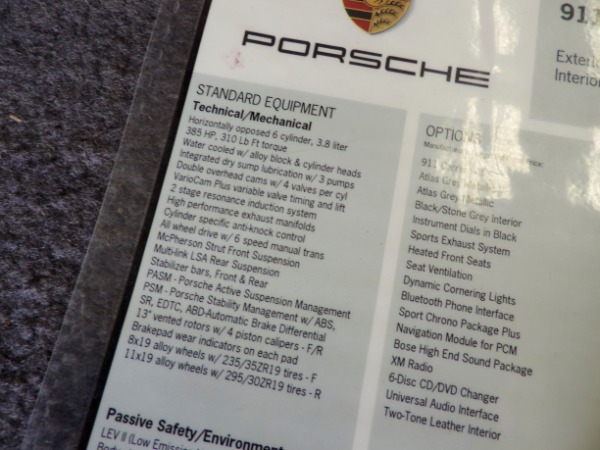 PORSCHE
911
Exterior
Interior
STANDARD EQUIPMENT
Technical/Mechanical
Horizontally opposed 6 cylinder, 3.8 liter
385 HP, 310 Lb Ft torque
Water cooled w/ alloy block & cylinder heads
Integrated dry sump lubrication w/ 3 pumps
Double overhead cams w/ 4 valves per cyl
VarioCam Plus variable valve timing and lift
2 stage resonance induction system
High performance exhaust manifolds
Cylinder specific anti-knock control
All wheel drive w/ 6 speed manual trans
McPherson Strut Front Suspension
Multi-link LSA Rear Suspension
Stabilizer bars, Front & Rear
PASM - Porsche Active Suspension Management
PSM - Porsche Stability Management w/ ABS,
SR, EDTC, ABD-Automatic Brake Differential
13" vented rotors w/ 4 piston calipers - F/R
Brakepad wear indicators on each pad
8x19 alloy wheels w/ 235/35ZR19 tires - F
11x19 alloy wheels w/ 295/30ZR19 tires - R
Passive Safety/Environment
LEV II (Low
OPTIONS
911
Atlas Grey
Atlas Grey Metallic
Black/Stone Grey Interior
Instrument Dials in Black
Sports Exhaust System
Heated Front Seats
Seat Ventilation
Dynamic Cornering Lights
Bluetooth Phone Interface
Sport Chrono Package Plus
Navigation Module for PCM
Bose High End Sound Package
XM Radio
6-Disc CD/DVD Changer
Universal Audio Interface
Two-Tone Leather Interior